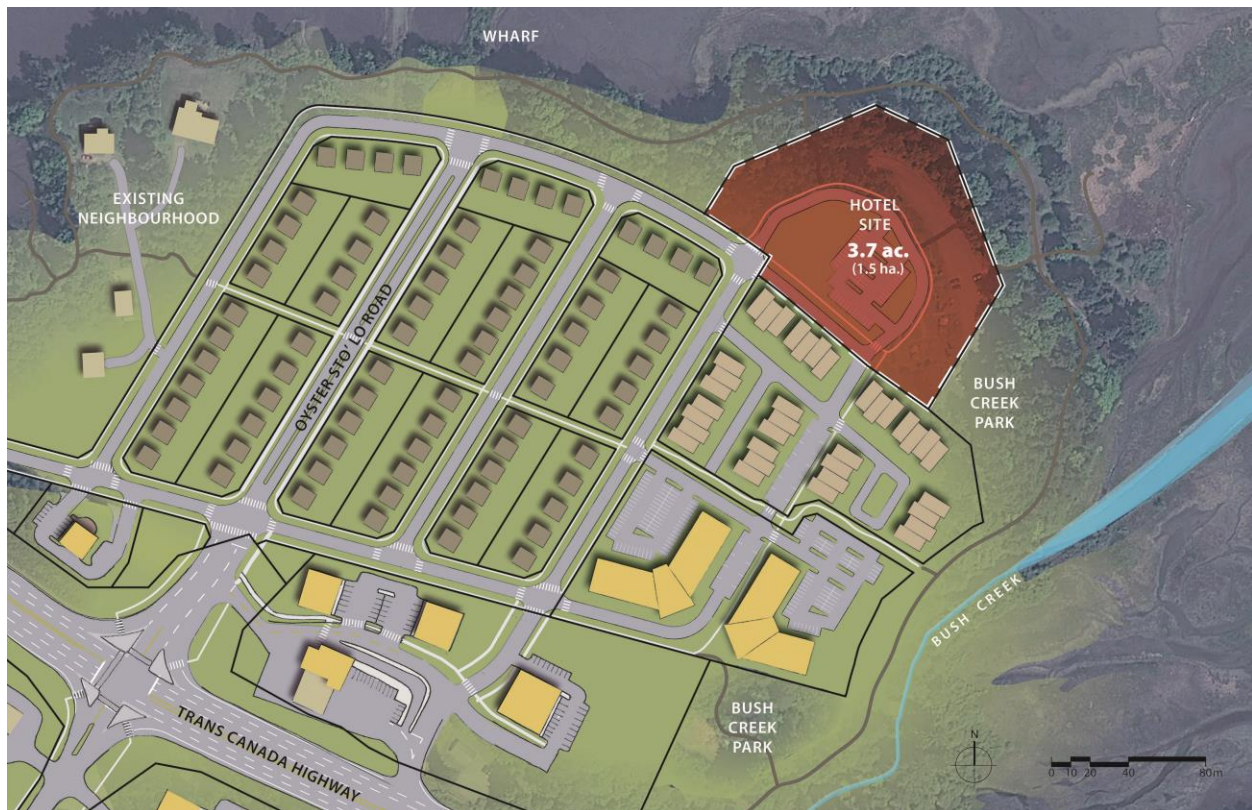 WHARF
EXISTING
NEIGHBOURHOOD
HOTEL
SITE
3.7 ac.
(1.5 ha.)
OYSTER STO' LO ROAD
BUSH
CREEK
PARK
BUSH CREEK
TRANS CANADA HIGHWAY
BUSH
CREEK
PARK
N
0 10 20 40 80m